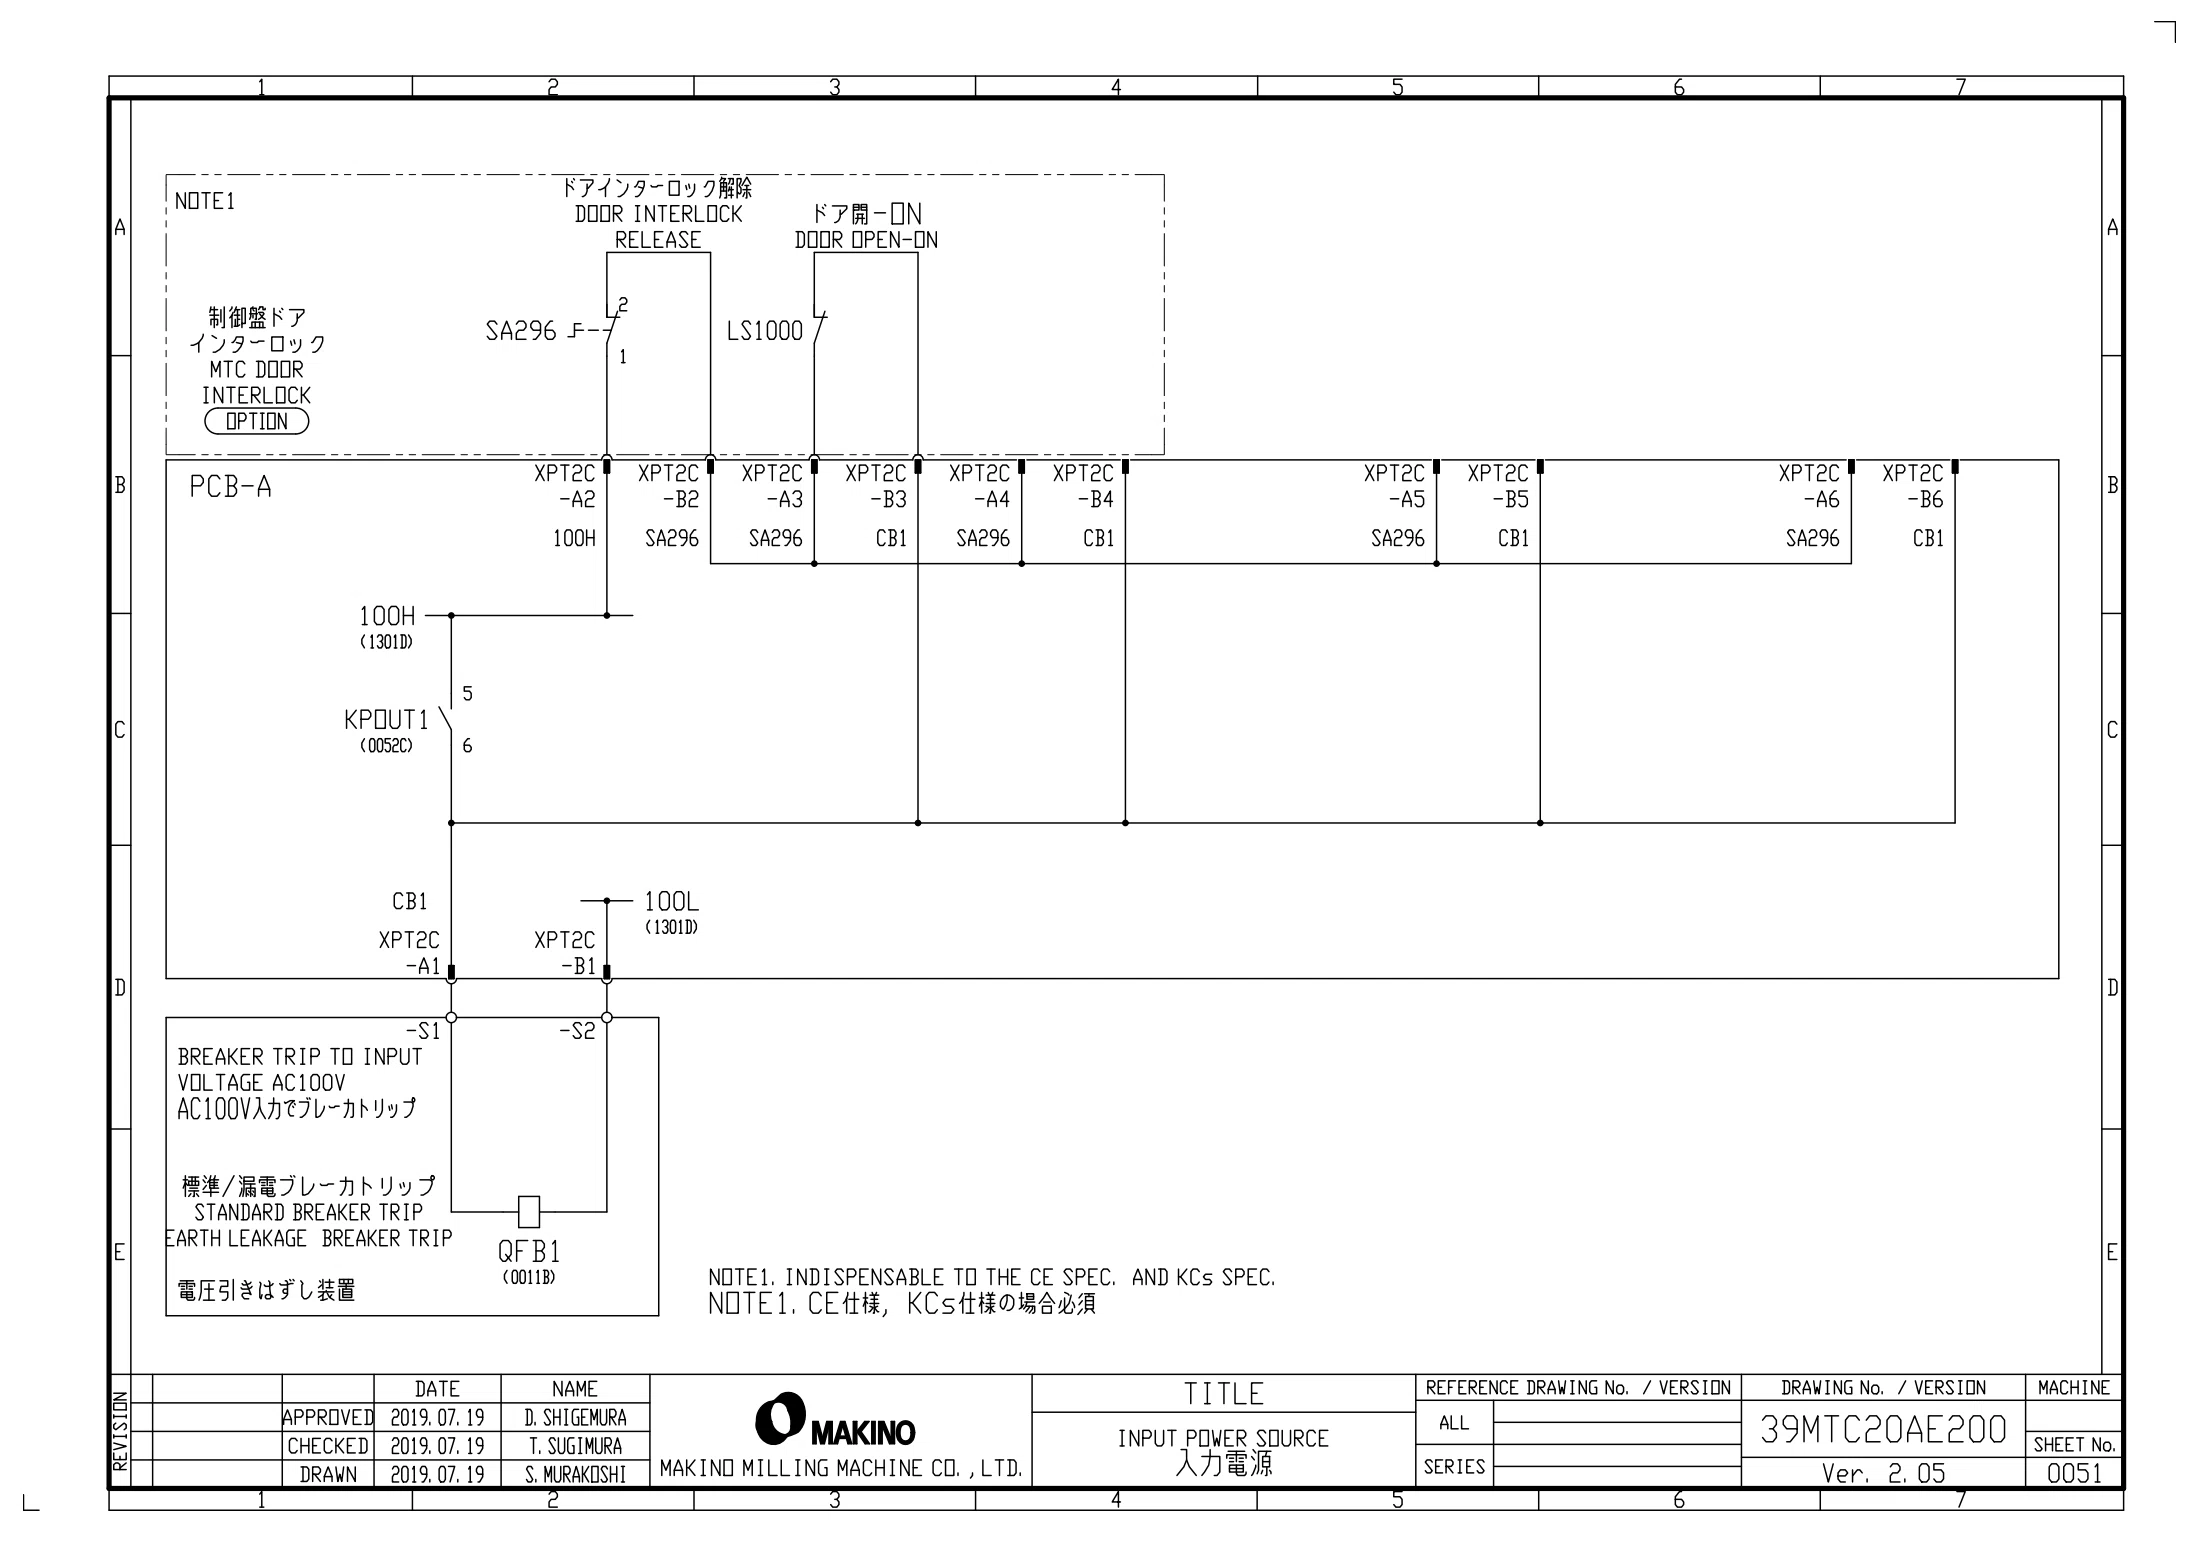 1 2 3 4 5 6 7
A
A
NOTE1
ドアインターロック解除
DOOR INTERLOCK
RELEASE
ドア開-ON
DOOR OPEN-ON
制御盤ドア
インターロック
MTC DOOR
INTERLOCK
OPTION
SA296
2
1
LS1000
B
B
PCB-A
XPT2C
-A2
100H
XPT2C
-B2
SA296
XPT2C
-A3
SA296
XPT2C
-B3
CB1
XPT2C
-A4
SA296
XPT2C
-B4
CB1
XPT2C
-A5
SA296
XPT2C
-B5
CB1
XPT2C
-A6
SA296
XPT2C
-B6
CB1
100H
(1301D)
C
C
5
KPOUT1
(0052C)
6
CB1
XPT2C
-A1
100L
(1301D)
XPT2C
-B1
D
D
-S1
-S2
BREAKER TRIP TO INPUT
VOLTAGE AC100V
AC100V入力でブレーカトリップ
標準/漏電ブレーカトリップ
STANDARD BREAKER TRIP
EARTH LEAKAGE BREAKER TRIP
電圧引きはずし装置
QFB1
(0011B)
E
E
NOTE1. INDISPENSABLE TO THE CE SPEC. AND KCs SPEC.
NOTE1. CE仕様, KCs仕様の場合必須
REVISION
DATE NAME
APPROVED 2019.07.19 D. SHIGEMURA
CHECKED 2019.07.19 T. SUGIMURA
DRAWN 2019.07.19 S. MURAKOSHI
MAKINO
MAKINO MILLING MACHINE CO., LTD.
TITLE
INPUT POWER SOURCE
入力電源
REFERENCE DRAWING No. / VERSION
ALL
SERIES
DRAWING No. / VERSION
39MTC20AE200
Ver. 2.05
MACHINE
SHEET No.
0051
1 2 3 4 5 6 7